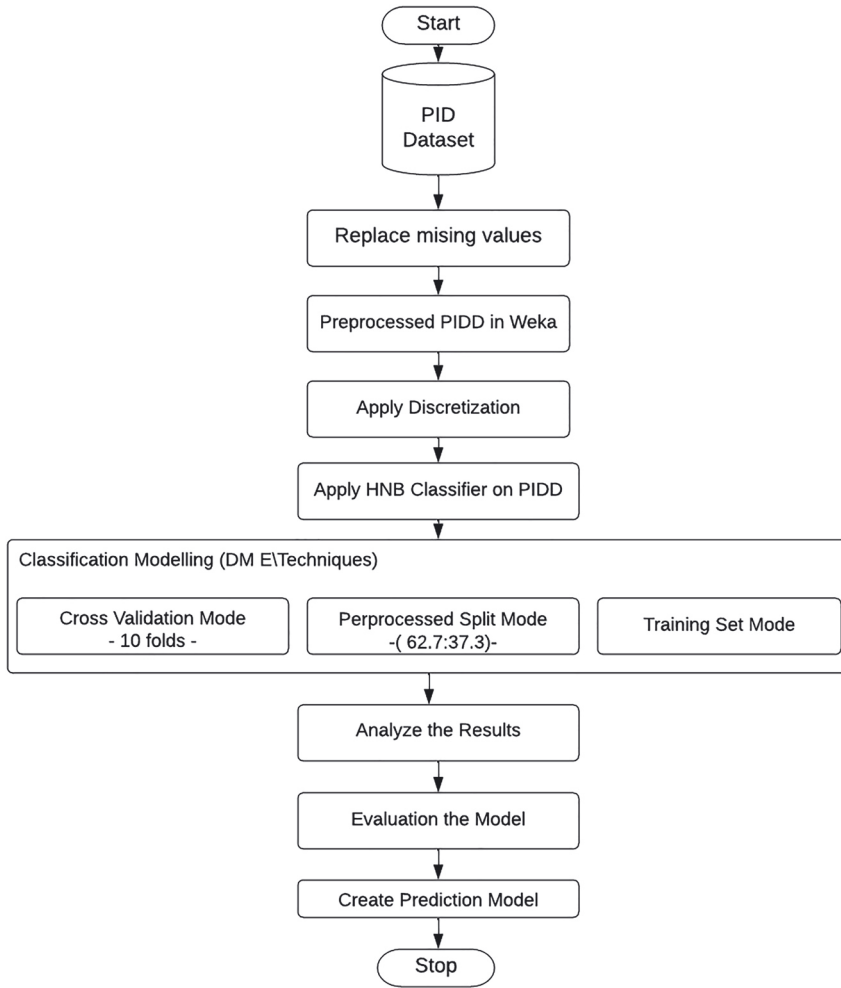 Start
PID
Dataset
Replace mising values
Preprocessed PIDD in Weka
Apply Discretization
Apply HNB Classifier on PIDD
Classification Modelling (DM E\Techniques)
Cross Validation Mode
- 10 folds -
Perprocessed Split Mode
-( 62.7:37.3)-
Training Set Mode
Analyze the Results
Evaluation the Model
Create Prediction Model
Stop